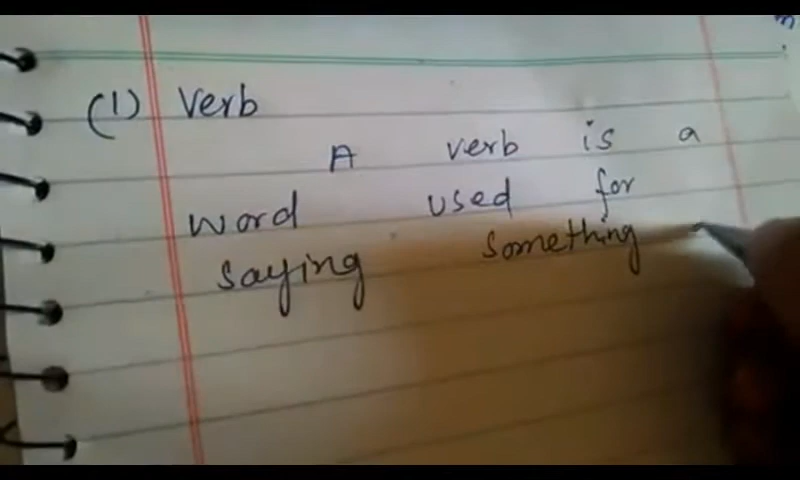 (1) Verb
A verb is a
word used for
saying something